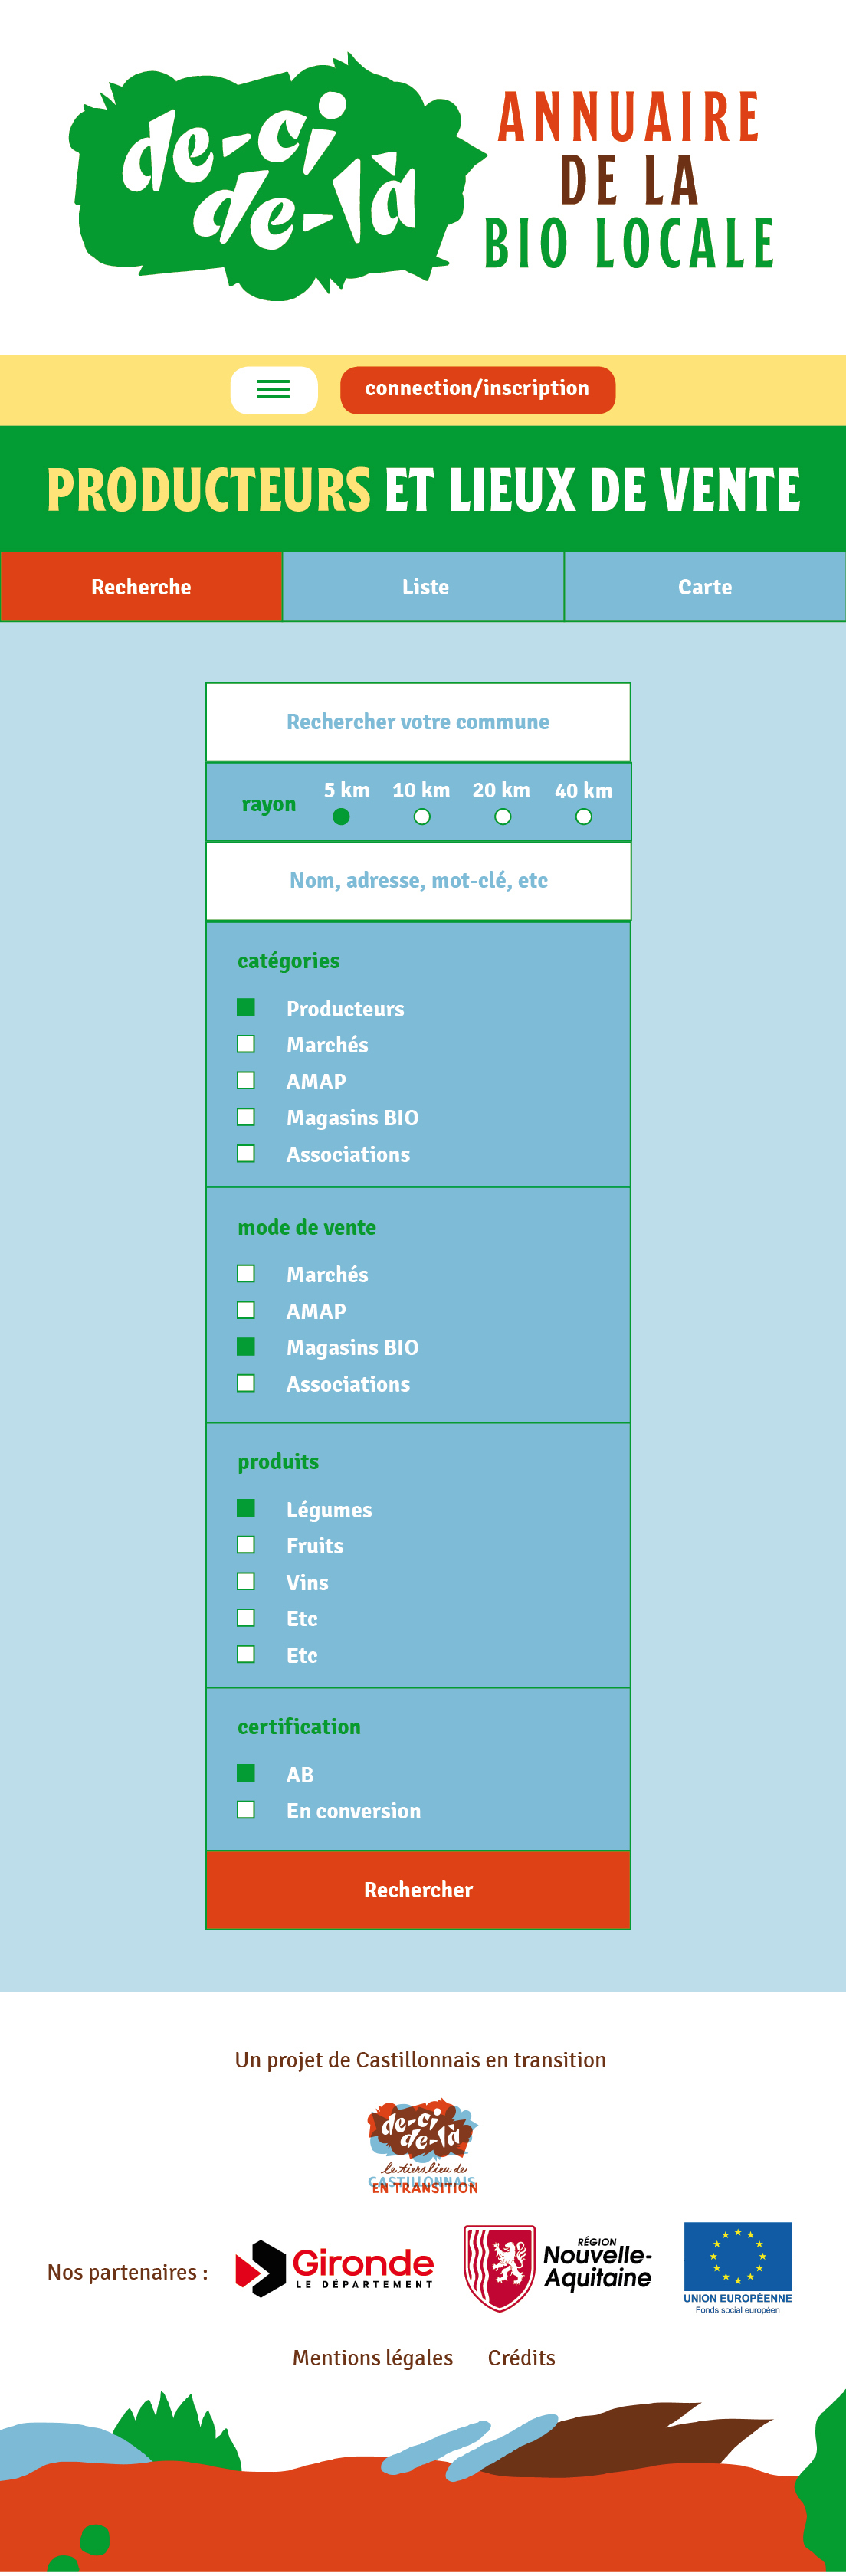 de-ci
de-là
ANNUAIRE
DE LA
BIO LOCALE
connection/inscription
PRODUCTEURS ET LIEUX DE VENTE
Recherche Liste Carte
Rechercher votre commune
rayon 5 km 10 km 20 km 40 km
Nom, adresse, mot-clé, etc
catégories
Producteurs
Marchés
AMAP
Magasins BIO
Associations
mode de vente
Marchés
AMAP
Magasins BIO
Associations
produits
Légumes
Fruits
Vins
Etc
Etc
certification
AB
En conversion
Rechercher
Un projet de Castillonnais en transition
de-ci
de-là
le tiers lieu de
CASTILLONNAIS
EN TRANSITION
Nos partenaires :
Gironde
LE DÉPARTEMENT
RÉGION
Nouvelle-
Aquitaine
UNION EUROPÉENNE
Fonds social européen
Mentions légales Crédits